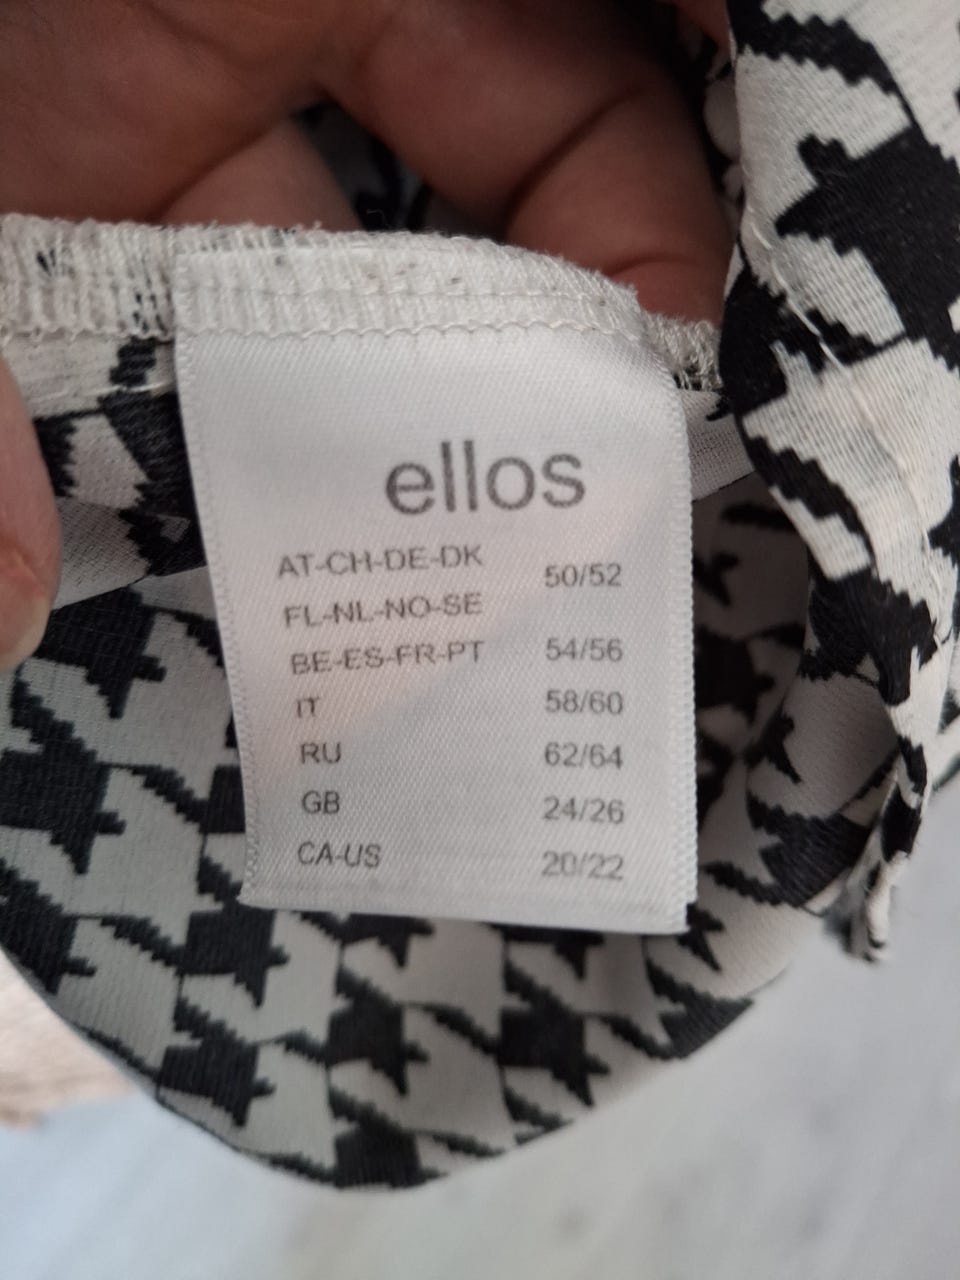 ellos
AT-CH-DE-DK
FL-NL-NO-SE 50/52
BE-ES-FR-PT 54/56
IT 58/60
RU 62/64
GB 24/26
CA-US 20/22